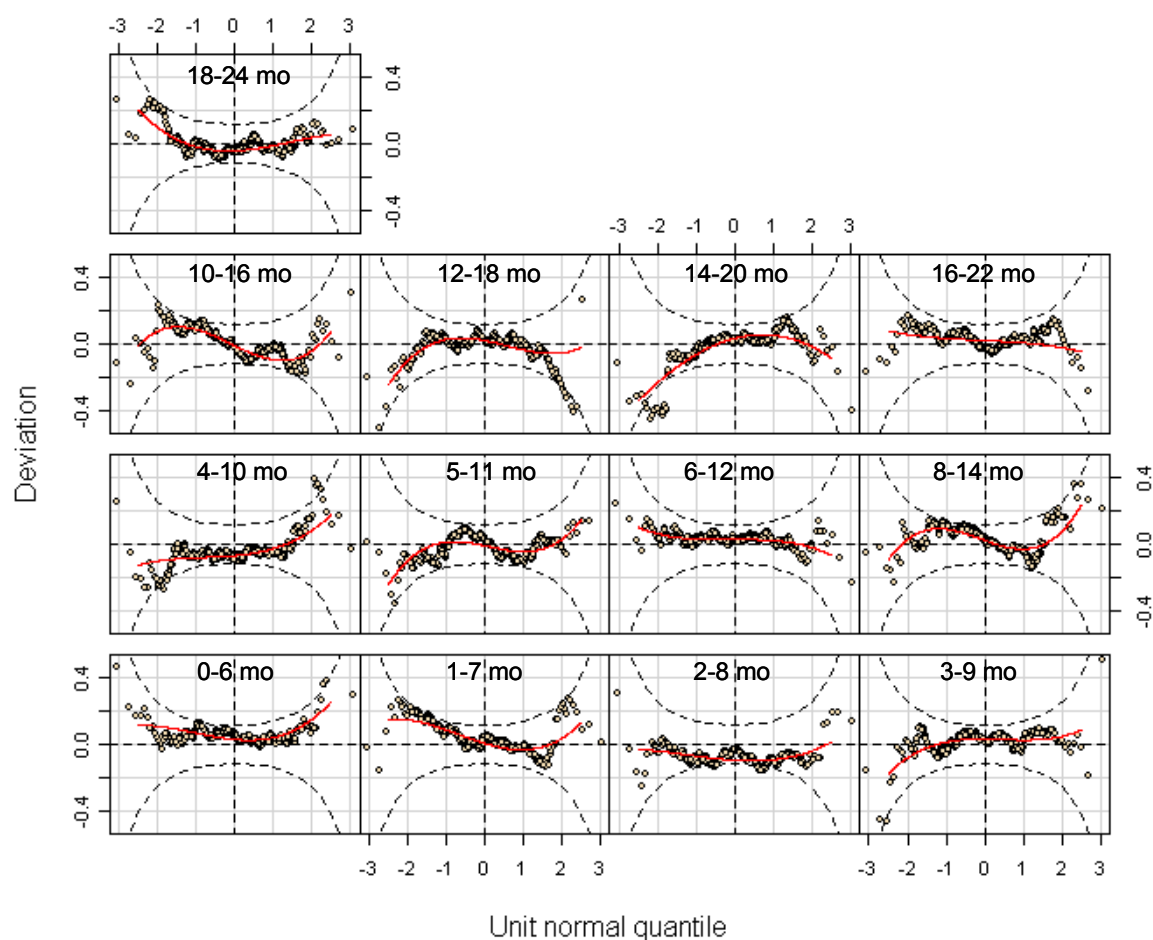 -3 -2 -1 0 1 2 3
18-24 mo
0.4
0.0
-0.4
-3 -2 -1 0 1 2 3
10-16 mo 12-18 mo 14-20 mo 16-22 mo
0.4
0.0
-0.4
Deviation
4-10 mo 5-11 mo 6-12 mo 8-14 mo
0.4
0.0
-0.4
0-6 mo 1-7 mo 2-8 mo 3-9 mo
0.4
0.0
-0.4
-3 -2 -1 0 1 2 3 -3 -2 -1 0 1 2 3
Unit normal quantile